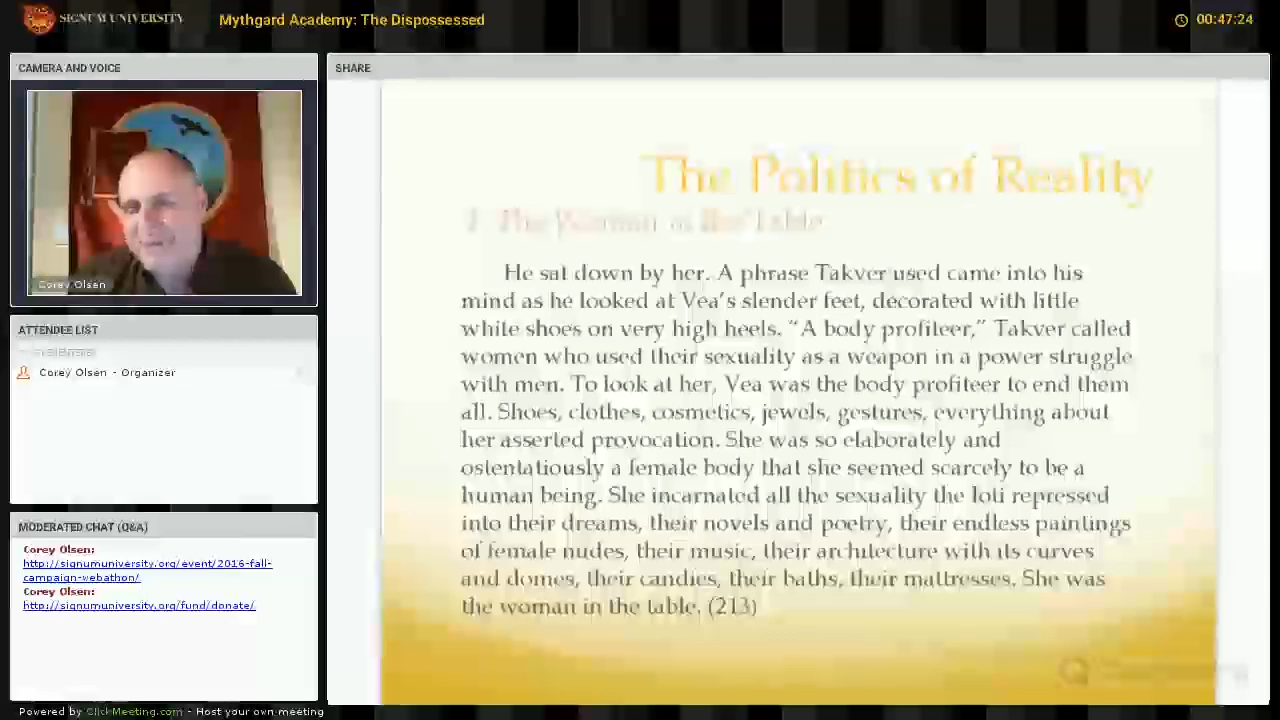 SIGNUM UNIVERSITY
Mythgard Academy: The Dispossessed
00:47:24
CAMERA AND VOICE
Corey Olsen
ATTENDEE LIST
Corey Olsen - Organizer
MODERATED CHAT (Q&A)
Corey Olsen:
http://signumuniversity.org/event/2016-fall-
campaign-webathon/
Corey Olsen:
http://signumuniversity.org/fund/donate/
SHARE
The Politics of Reality
The Woman in the Table
He sat down by her. A phrase Takver used came into his
mind as he looked at Vea's slender feet, decorated with little
white shoes on very high heels. "A body profiteer," Takver called
women who used their sexuality as a weapon in a power struggle
with men. To look at her, Vea was the body profiteer to end them
all. Shoes, clothes, cosmetics, jewels, gestures, everything about
her asserted provocation. She was so elaborately and
ostentatiously a female body that she seemed scarcely to be a
human being. She incarnated all the sexuality the Ioti repressed
into their dreams, their novels and poetry, their endless paintings
of female nudes, their music, their architecture with its curves
and domes, their candies, their baths, their mattresses. She was
the woman in the table. (213)
Powered by ClickMeeting.com - Host your own meeting